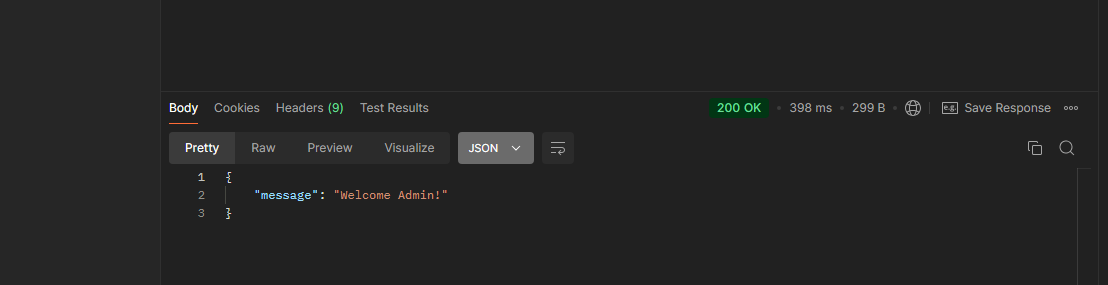 Body Cookies Headers (9) Test Results 200 OK • 398 ms • 299 B • e.g. Save Response
Pretty Raw Preview Visualize JSON
1 {
2 "message": "Welcome Admin!"
3 }